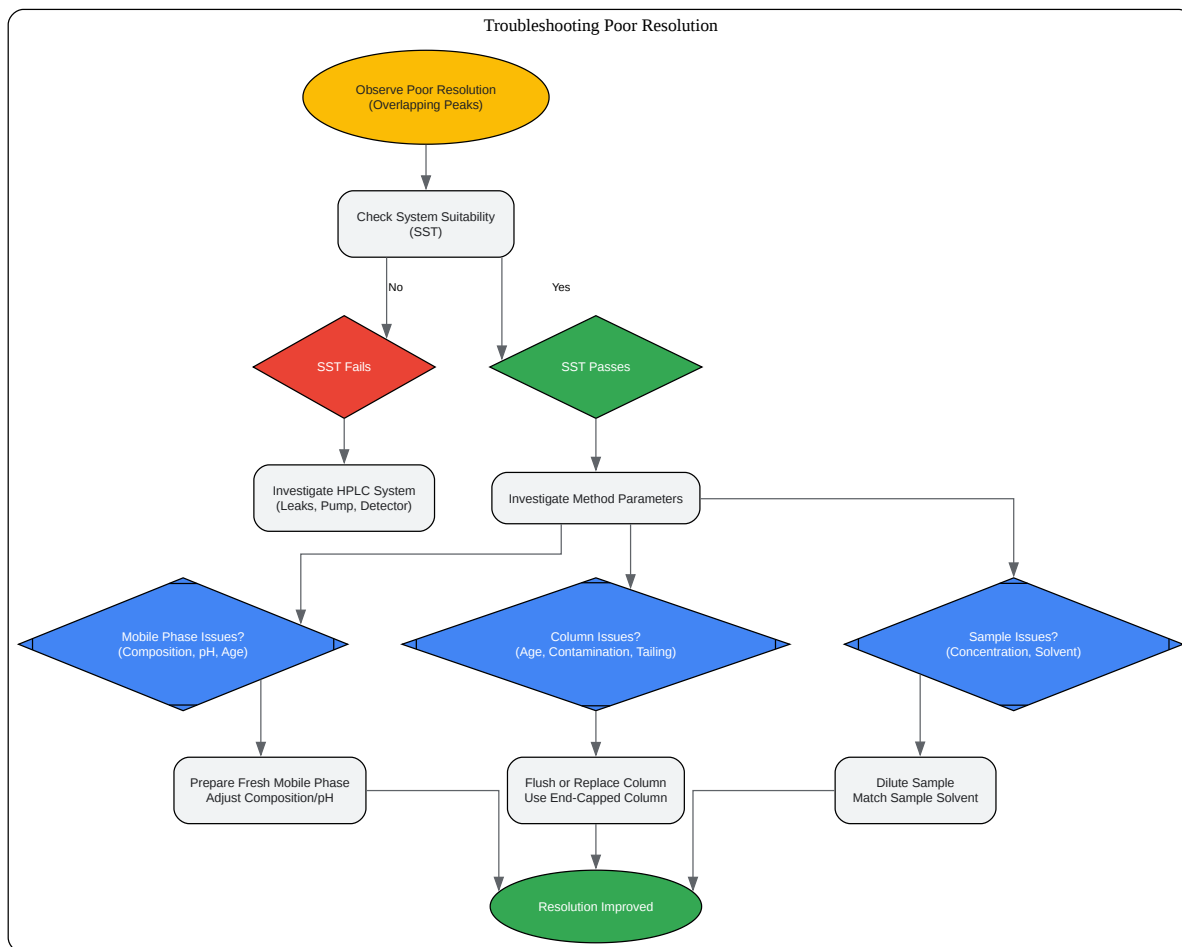 Troubleshooting Poor Resolution
Observe Poor Resolution
(Overlapping Peaks)
Check System Suitability
(SST)
No
Yes
SST Fails
SST Passes
Investigate HPLC System
(Leaks, Pump, Detector)
Investigate Method Parameters
Mobile Phase Issues?
(Composition, pH, Age)
Column Issues?
(Age, Contamination, Tailing)
Sample Issues?
(Concentration, Solvent)
Prepare Fresh Mobile Phase
Adjust Composition/pH
Flush or Replace Column
Use End-Capped Column
Dilute Sample
Match Sample Solvent
Resolution Improved